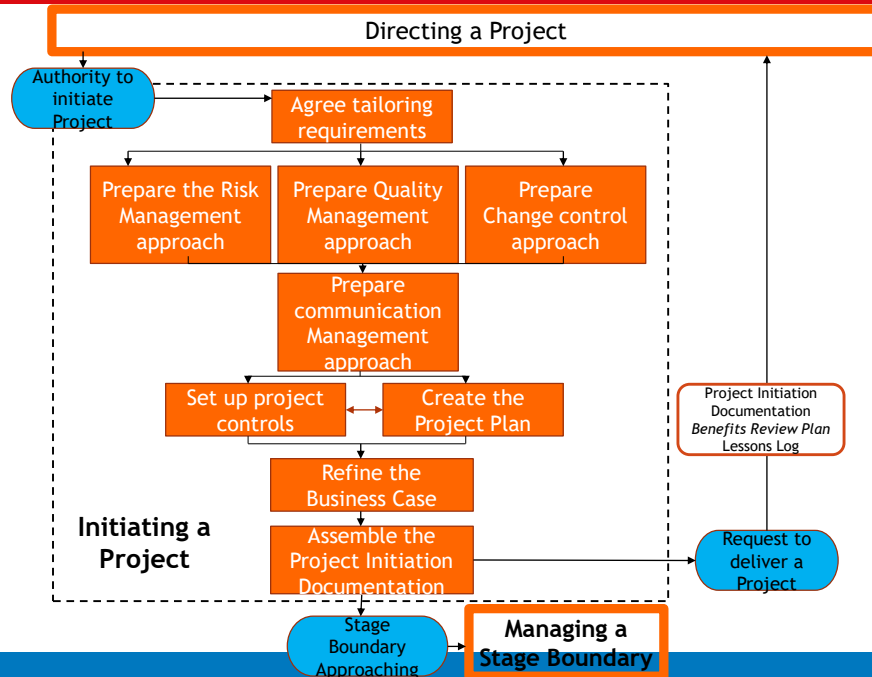 Directing a Project
Authority to
initiate
Project
Agree tailoring
requirements
Prepare the Risk
Management
approach
Prepare Quality
Management
approach
Prepare
Change control
approach
Prepare
communication
Management
approach
Set up project
controls
Create the
Project Plan
Project Initiation
Documentation
Benefits Review Plan
Lessons Log
Refine the
Business Case
Initiating a
Project
Assemble the
Project Initiation
Documentation
Request to
deliver a
Project
Stage
Boundary
Approaching
Managing a
Stage Boundary